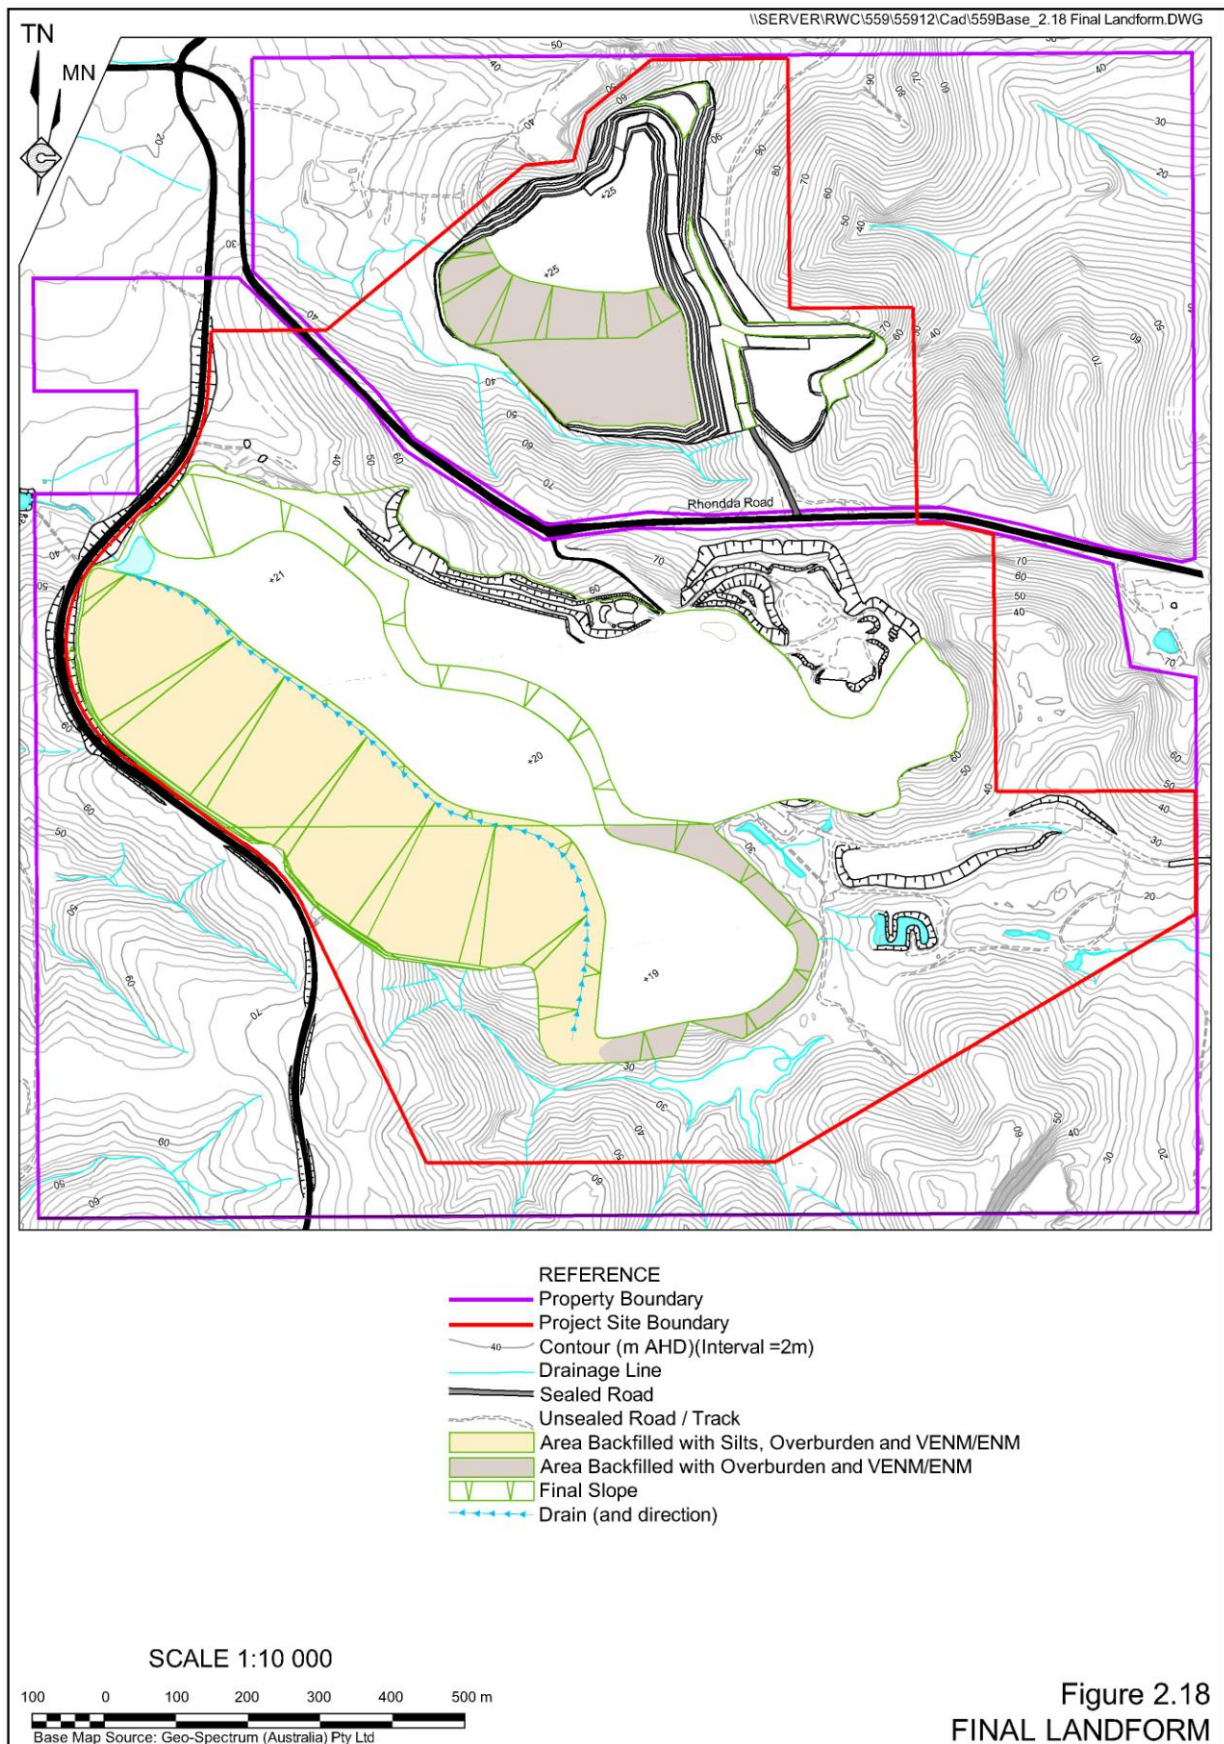 \\SERVER\RWC\559\55912\Cad\559Base_2.18 Final Landform.DWG
TN
MN
+25
+25
Rhondda Road
+21
+20
+19
REFERENCE
Property Boundary
Project Site Boundary
40 Contour (m AHD)(Interval =2m)
Drainage Line
Sealed Road
Unsealed Road / Track
Area Backfilled with Silts, Overburden and VENM/ENM
Area Backfilled with Overburden and VENM/ENM
Final Slope
Drain (and direction)
SCALE 1:10 000
100 0 100 200 300 400 500 m
Base Map Source: Geo-Spectrum (Australia) Pty Ltd
Figure 2.18
FINAL LANDFORM